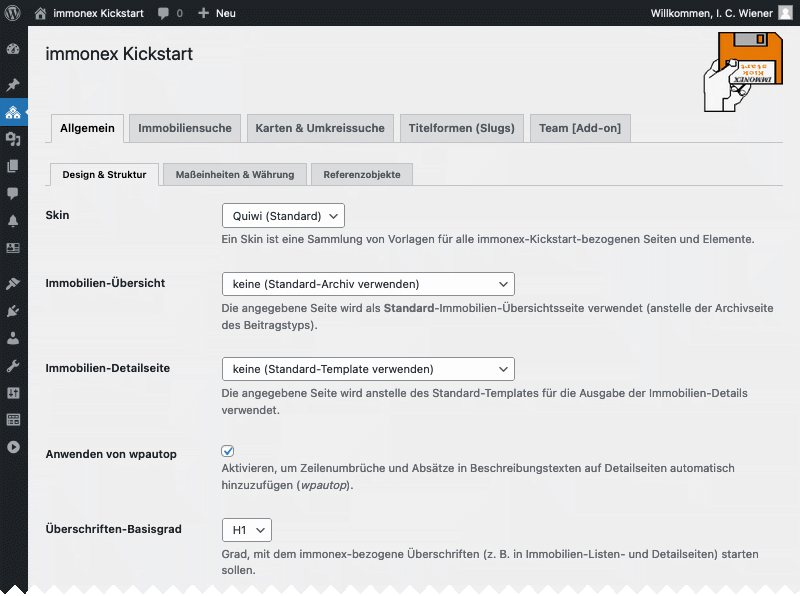 immonex Kickstart 0 Neu Willkommen, I. C. Wiener
immonex Kickstart
IMMONEX
Kick
start
Allgemein Immobiliensuche Karten & Umkreissuche Titelformen (Slugs) Team [Add-on]
Design & Struktur Maßeinheiten & Währung Referenzobjekte
Skin Quiwi (Standard)
Ein Skin ist eine Sammlung von Vorlagen für alle immonex-Kickstart-bezogenen Seiten und Elemente.
Immobilien-Übersicht keine (Standard-Archiv verwenden)
Die angegebene Seite wird als Standard-Immobilien-Übersichtsseite verwendet (anstelle der Archivseite
des Beitragstyps).
Immobilien-Detailseite keine (Standard-Template verwenden)
Die angegebene Seite wird anstelle des Standard-Templates für die Ausgabe der Immobilien-Details
verwendet.
Anwenden von wpautop
Aktivieren, um Zeilenumbrüche und Absätze in Beschreibungstexten auf Detailseiten automatisch
hinzuzufügen (wpautop).
Überschriften-Basisgrad H1
Grad, mit dem immonex-bezogene Überschriften (z. B. in Immobilien-Listen- und Detailseiten) starten
sollen.